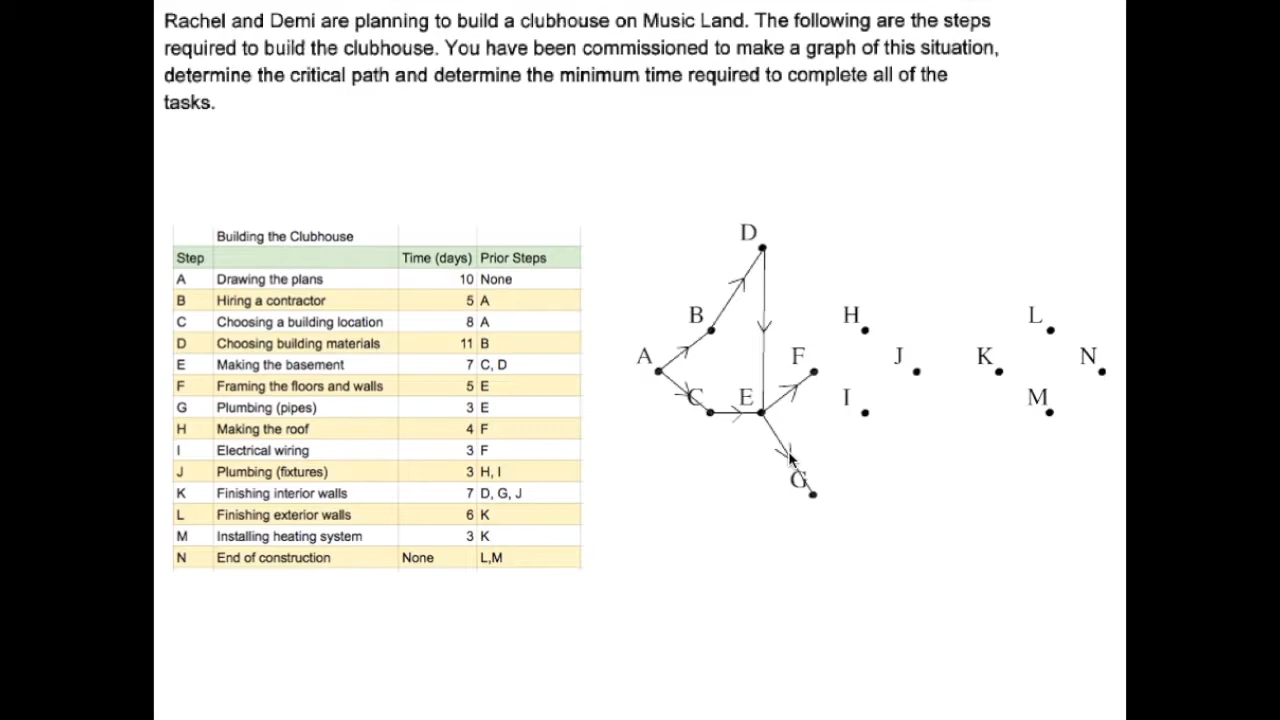 Rachel and Demi are planning to build a clubhouse on Music Land. The following are the steps
required to build the clubhouse. You have been commissioned to make a graph of this situation,
determine the critical path and determine the minimum time required to complete all of the
tasks.
Building the Clubhouse
Step Time (days) Prior Steps
A Drawing the plans 10 None
B Hiring a contractor 5 A
C Choosing a building location 8 A
D Choosing building materials 11 B
E Making the basement 7 C, D
F Framing the floors and walls 5 E
G Plumbing (pipes) 3 E
H Making the roof 4 F
I Electrical wiring 3 F
J Plumbing (fixtures) 3 H, I
K Finishing interior walls 7 D, G, J
L Finishing exterior walls 6 K
M Installing heating system 3 K
N End of construction None L,M
D
B H L
A F J K N
C E I M
G